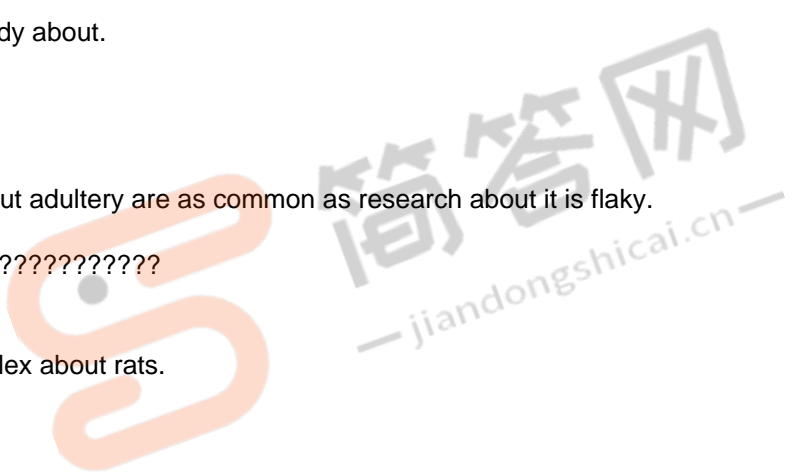 dy about.
ut adultery are as common as research about it is flaky.
???????????
lex about rats.
简答网
— jiandongshicai.cn —